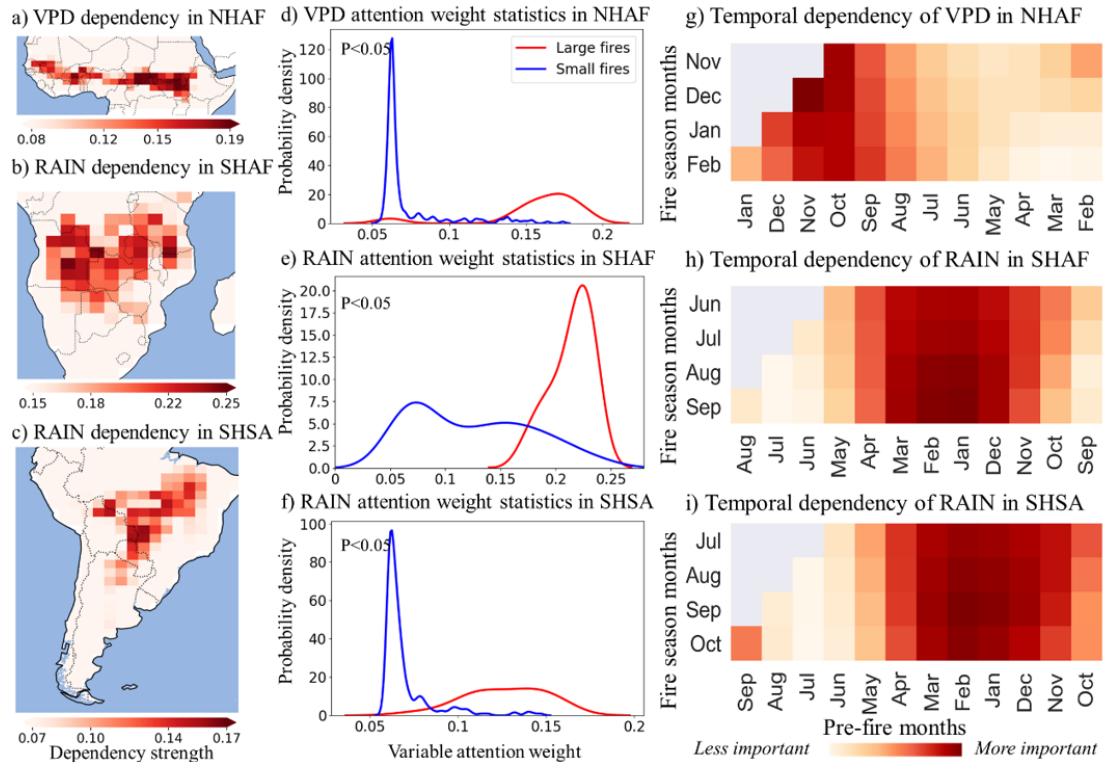 a) VPD dependency in NHAF
0.08 0.12 0.15 0.19
b) RAIN dependency in SHAF
0.15 0.18 0.22 0.25
c) RAIN dependency in SHSA
0.07 0.10 0.14 0.17
Dependency strength
d) VPD attention weight statistics in NHAF
P<0.05
Large fires
Small fires
Probability density
120
100
80
60
40
20
0
0.05 0.1 0.15 0.2
e) RAIN attention weight statistics in SHAF
P<0.05
Probability density
20.0
17.5
15.0
12.5
10.0
7.5
5.0
2.5
0.0
0 0.05 0.1 0.15 0.2 0.25
f) RAIN attention weight statistics in SHSA
P<0.05
Probability density
100
80
60
40
20
0
0.05 0.1 0.15 0.2
Variable attention weight
g) Temporal dependency of VPD in NHAF
Fire season months
Nov
Dec
Jan
Feb
Jan Dec Nov Oct Sep Aug Jul Jun May Apr Mar Feb
h) Temporal dependency of RAIN in SHAF
Fire season months
Jun
Jul
Aug
Sep
Aug Jul Jun May Apr Mar Feb Jan Dec Nov Oct Sep
i) Temporal dependency of RAIN in SHSA
Fire season months
Jul
Aug
Sep
Oct
Sep Aug Jul Jun May Apr Mar Feb Jan Dec Nov Oct
Pre-fire months
Less important More important